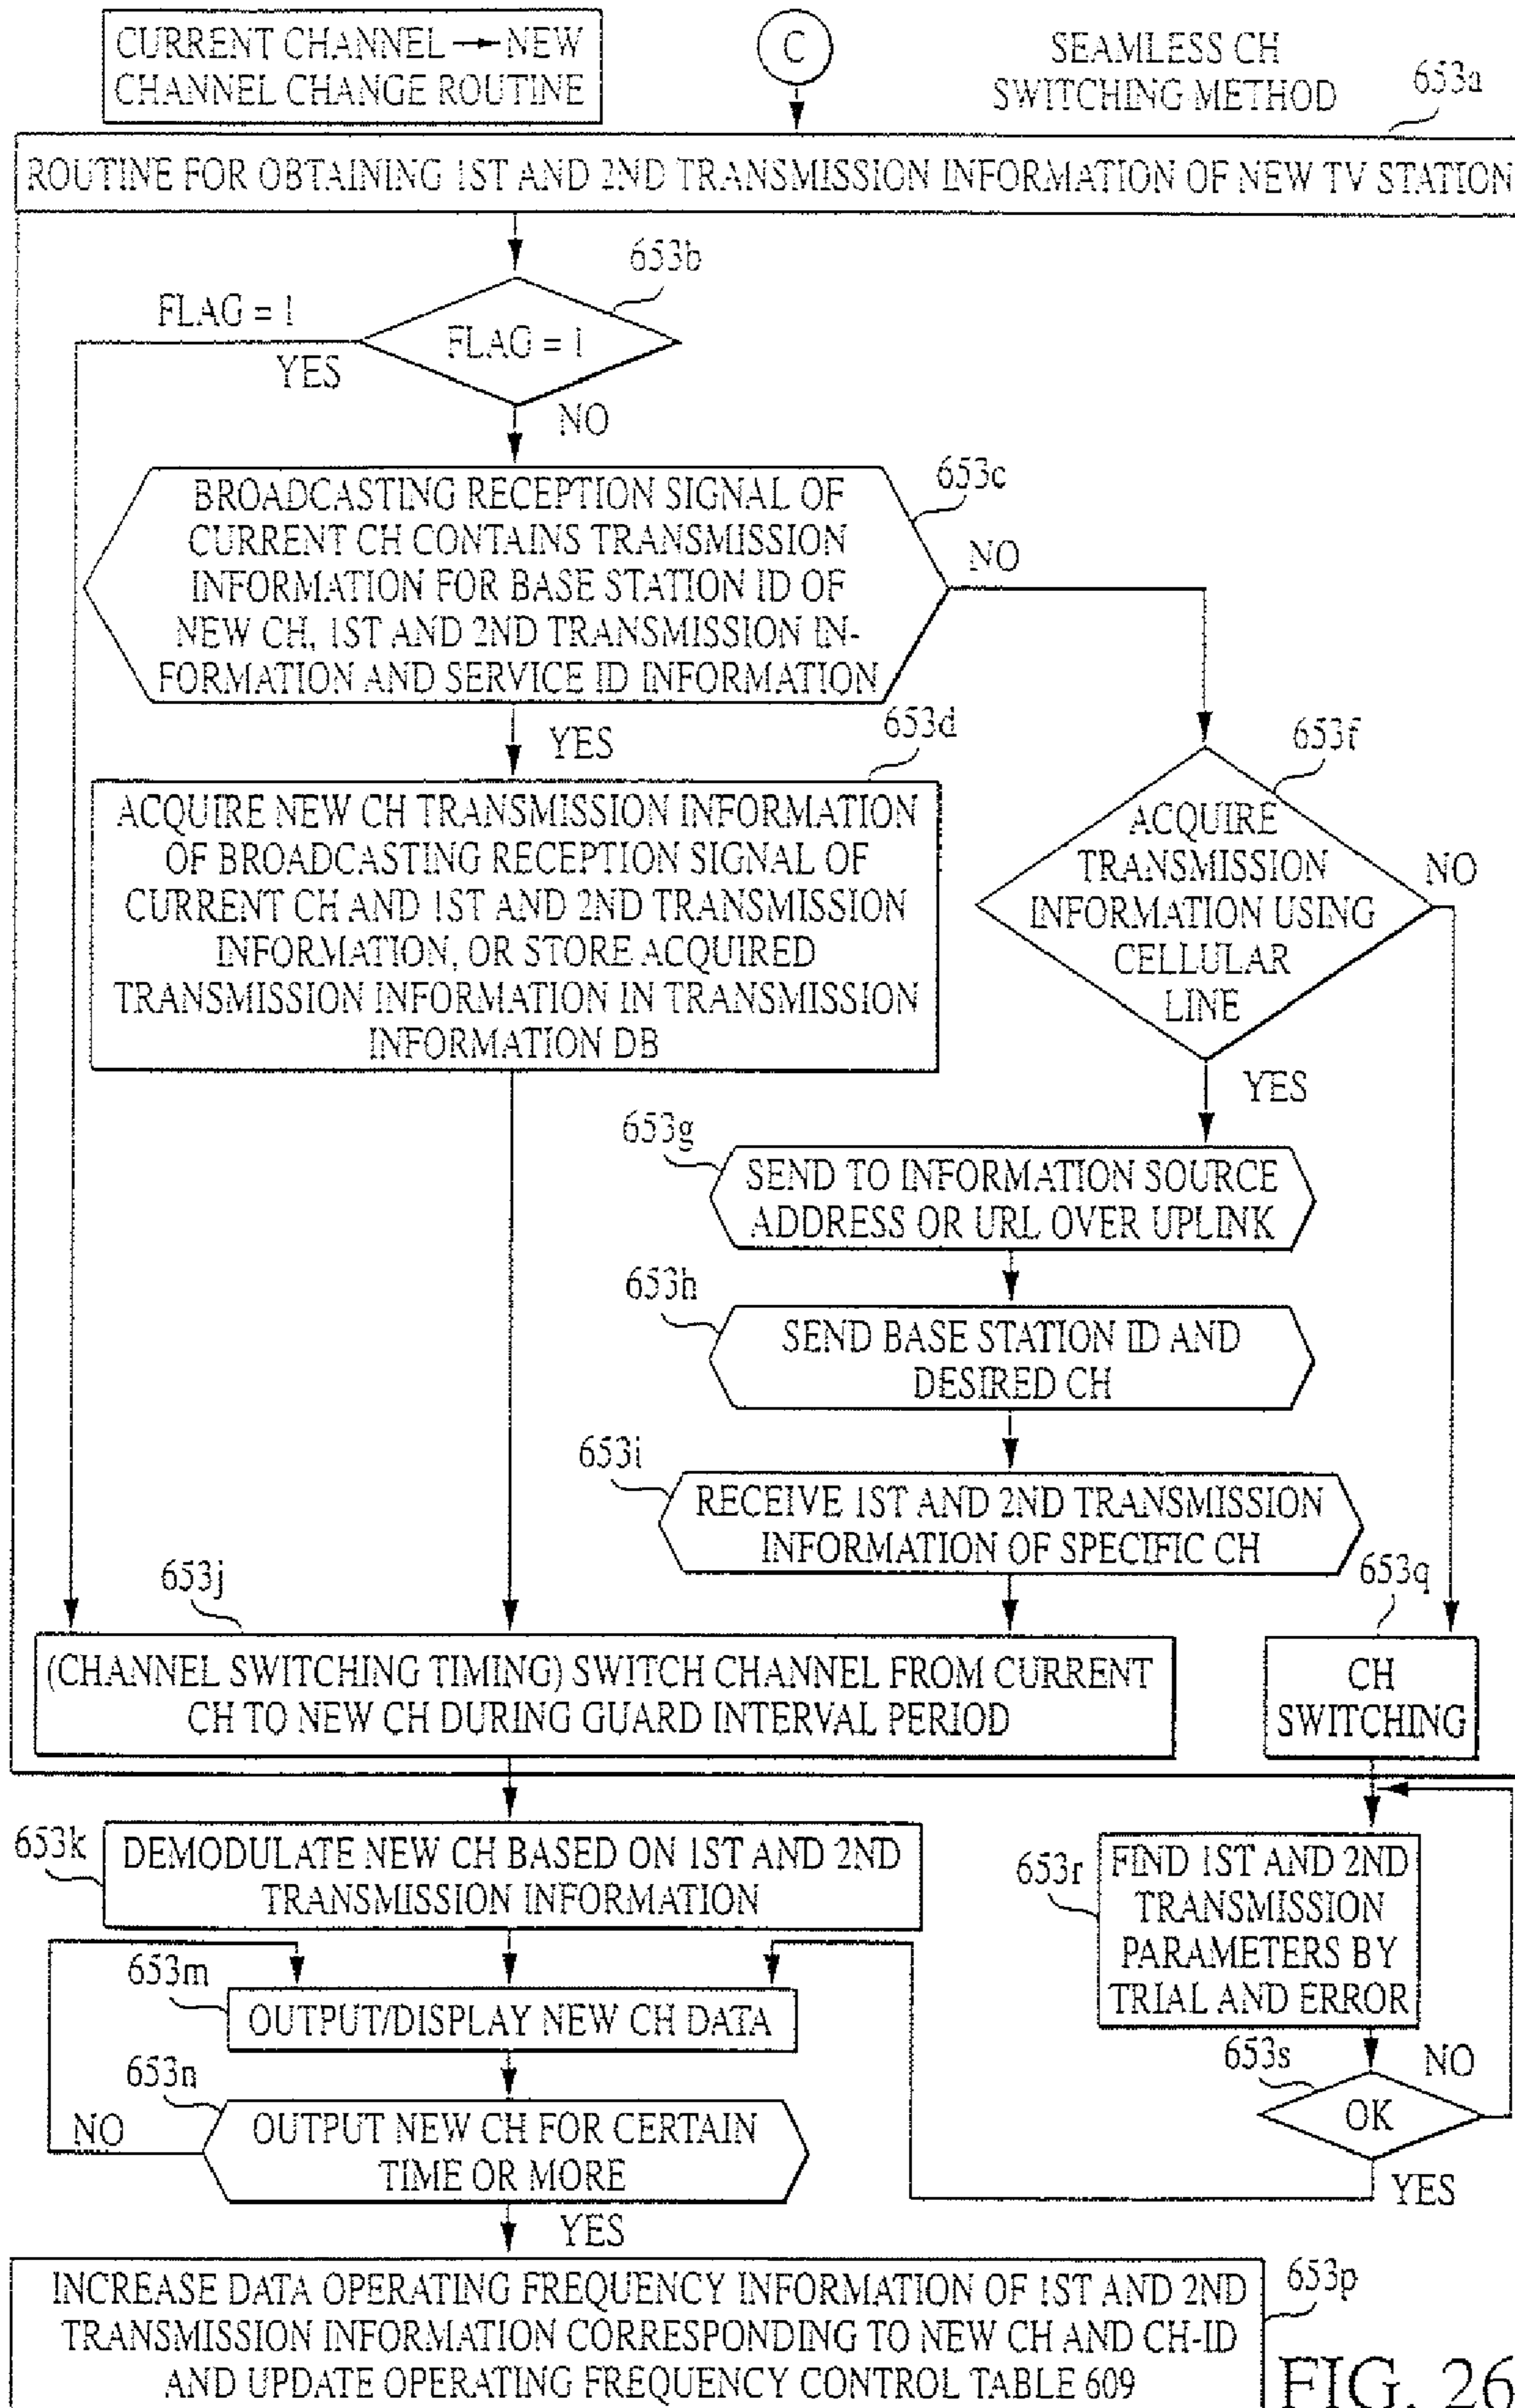 CURRENT CHANNEL → NEW
CHANNEL CHANGE ROUTINE
C
SEAMLESS CH
SWITCHING METHOD
653a
ROUTINE FOR OBTAINING 1ST AND 2ND TRANSMISSION INFORMATION OF NEW TV STATION
653b
FLAG = 1
YES
FLAG = 1
NO
653c
BROADCASTING RECEPTION SIGNAL OF
CURRENT CH CONTAINS TRANSMISSION
INFORMATION FOR BASE STATION ID OF
NEW CH, 1ST AND 2ND TRANSMISSION IN-
FORMATION AND SERVICE ID INFORMATION
NO
YES
653d
ACQUIRE NEW CH TRANSMISSION INFORMATION
OF BROADCASTING RECEPTION SIGNAL OF
CURRENT CH AND 1ST AND 2ND TRANSMISSION
INFORMATION, OR STORE ACQUIRED
TRANSMISSION INFORMATION IN TRANSMISSION
INFORMATION DB
653f
ACQUIRE
TRANSMISSION
INFORMATION USING
CELLULAR
LINE
NO
YES
653g
SEND TO INFORMATION SOURCE
ADDRESS OR URL OVER UPLINK
653h
SEND BASE STATION ID AND
DESIRED CH
653i
RECEIVE 1ST AND 2ND TRANSMISSION
INFORMATION OF SPECIFIC CH
653j
(CHANNEL SWITCHING TIMING) SWITCH CHANNEL FROM CURRENT
CH TO NEW CH DURING GUARD INTERVAL PERIOD
653q
CH
SWITCHING
653k
DEMODULATE NEW CH BASED ON 1ST AND 2ND
TRANSMISSION INFORMATION
653r
FIND 1ST AND 2ND
TRANSMISSION
PARAMETERS BY
TRIAL AND ERROR
653m
OUTPUT/DISPLAY NEW CH DATA
653s
OK
NO
YES
653n
OUTPUT NEW CH FOR CERTAIN
TIME OR MORE
NO
YES
653p
INCREASE DATA OPERATING FREQUENCY INFORMATION OF 1ST AND 2ND
TRANSMISSION INFORMATION CORRESPONDING TO NEW CH AND CH-ID
AND UPDATE OPERATING FREQUENCY CONTROL TABLE 609
FIG. 26